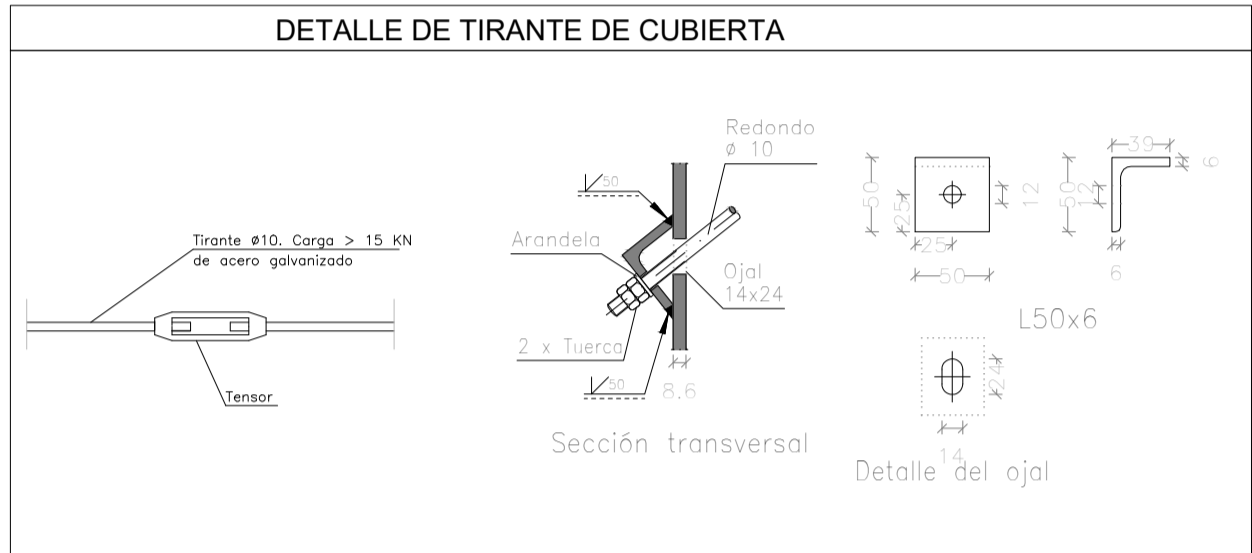 DETALLE DE TIRANTE DE CUBIERTA
Tirante ø10. Carga > 15 KN
de acero galvanizado
Tensor
Redondo
ø 10
50
Arandela
Ojal
14x24
2 x Tuerca
50
8.6
Sección transversal
50
25
25
50
12
39
6
50
12
6
L50x6
24
14
Detalle del ojal